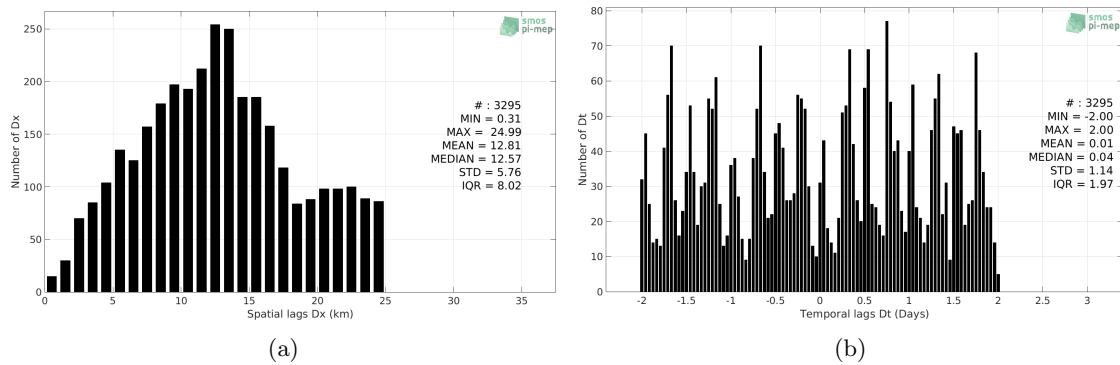 250
200
150
100
50
0
Number of Dx
smos
pi-mep
# : 3295
MIN = 0.31
MAX = 24.99
MEAN = 12.81
MEDIAN = 12.57
STD = 5.76
IQR = 8.02
0 5 10 15 20 25 30 35
Spatial lags Dx (km)
(a)
80
70
60
50
40
30
20
10
0
Number of Dt
smos
pi-mep
# : 3295
MIN = -2.00
MAX = 2.00
MEAN = 0.01
MEDIAN = 0.04
STD = 1.14
IQR = 1.97
-2 -1.5 -1 -0.5 0 0.5 1 1.5 2 2.5 3
Temporal lags Dt (Days)
(b)